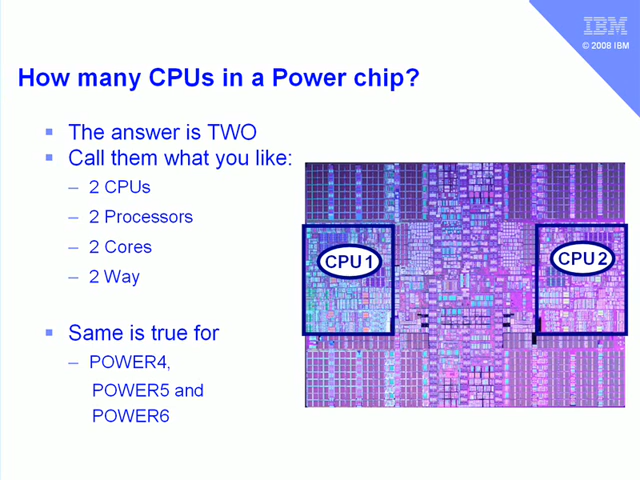 IBM
© 2008 IBM
How many CPUs in a Power chip?
The answer is TWO
Call them what you like:
– 2 CPUs
– 2 Processors
– 2 Cores
– 2 Way
CPU 1
CPU 2
Same is true for
– POWER4,
POWER5 and
POWER6